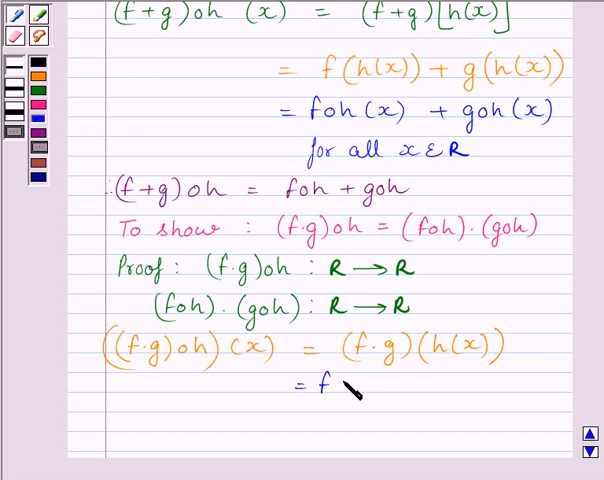 (f+g)oh (x) = (f+g)[h(x)]
= f(h(x)) + g(h(x))
= foh(x) + goh(x)
for all x ε R
∴(f+g)oh = foh + goh
To show : (f·g)oh = (foh)·(goh)
Proof : (f·g)oh : R → R
(foh)·(goh) : R → R
((f·g)oh)(x) = (f·g)(h(x))
= f